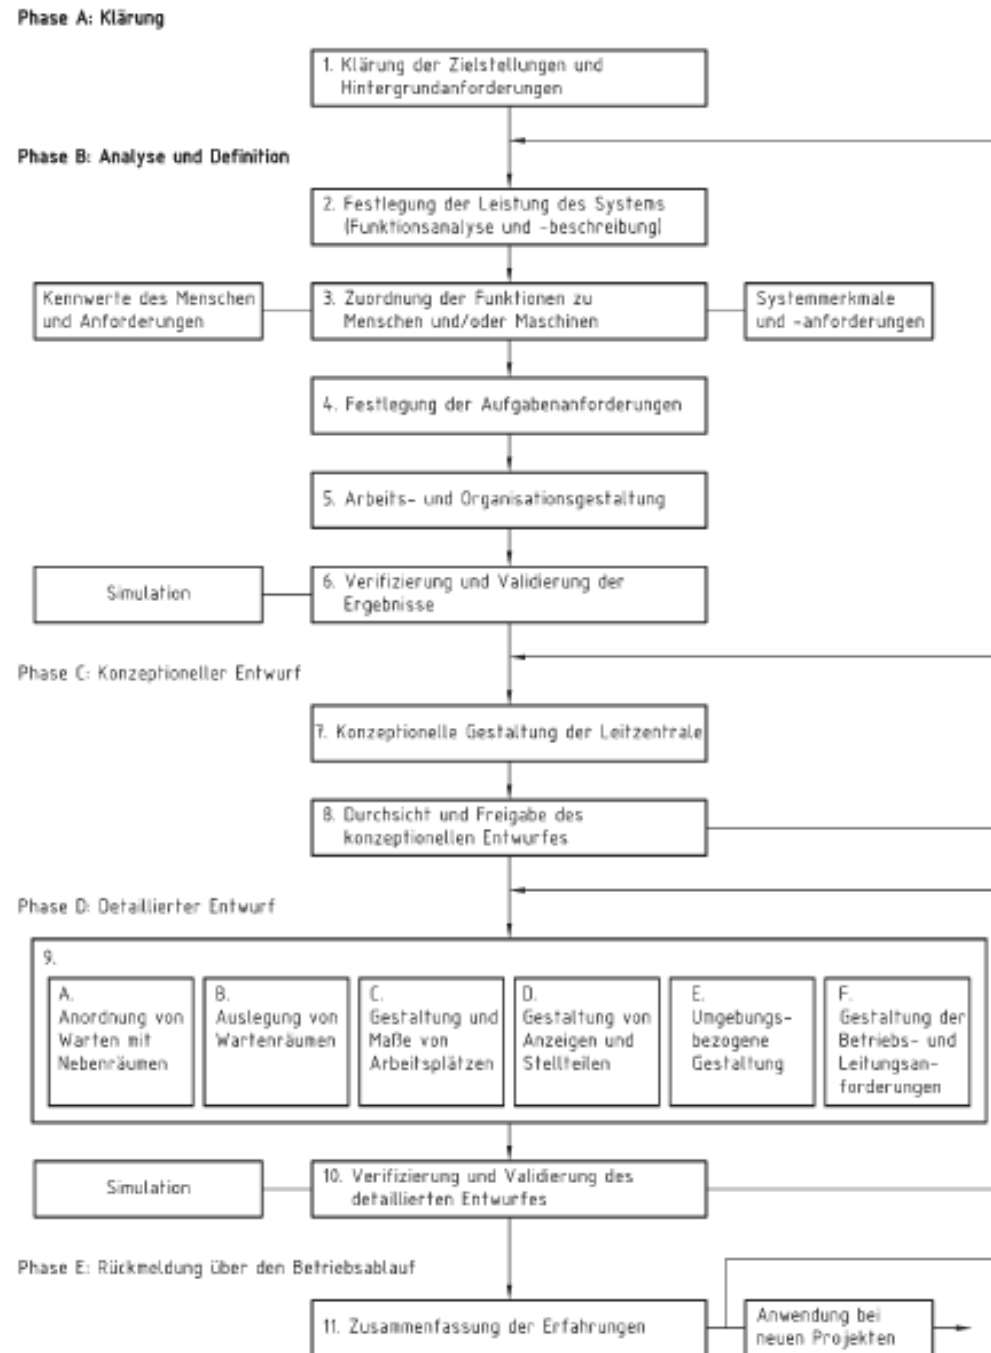 Phase A: Klärung
1. Klärung der Zielstellungen und
Hintergrundanforderungen
Phase B: Analyse und Definition
2. Festlegung der Leistung des Systems
(Funktionsanalyse und -beschreibung)
Kennwerte des Menschen
und Anforderungen
3. Zuordnung der Funktionen zu
Menschen und/oder Maschinen
Systemmerkmale
und -anforderungen
4. Festlegung der Aufgabenanforderungen
5. Arbeits- und Organisationsgestaltung
Simulation
6. Verifizierung und Validierung der
Ergebnisse
Phase C: Konzeptioneller Entwurf
7. Konzeptionelle Gestaltung der Leitzentrale
8. Durchsicht und Freigabe des
konzeptionellen Entwurfes
Phase D: Detaillierter Entwurf
9.
A.
Anordnung von
Warten mit
Nebenräumen
B.
Auslegung von
Wartenräumen
C.
Gestaltung und
Maße von
Arbeitsplätzen
D.
Gestaltung von
Anzeigen und
Stellteilen
E.
Umgebungs-
bezogene
Gestaltung
F.
Gestaltung der
Betriebs- und
Leitungsan-
forderungen
Simulation
10. Verifizierung und Validierung des
detaillierten Entwurfes
Phase E: Rückmeldung über den Betriebsablauf
11. Zusammenfassung der Erfahrungen
Anwendung bei
neuen Projekten